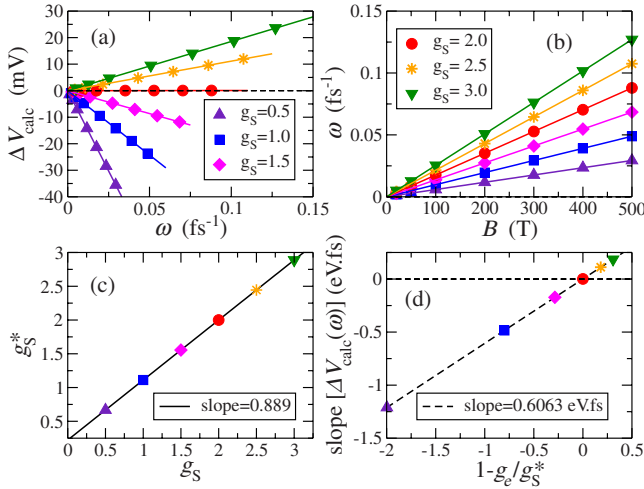 (a)
30
20
10
0
-10
-20
-30
-40
ΔV_calc (mV)
g_S=0.5
g_S=1.0
g_S=1.5
0
0.05
0.1
0.15
ω (fs⁻¹)
(b)
g_S= 2.0
g_S= 2.5
g_S= 3.0
0.15
0.1
0.05
0
ω (fs⁻¹)
0
100
200
300
400
500
B (T)
(c)
3
2.5
2
1.5
1
0.5
g_S*
slope=0.889
0
0.5
1
1.5
2
2.5
3
g_S
(d)
0
-0.5
-1
-1.5
slope [ΔV_calc(ω)] (eV.fs)
slope=0.6063 eV.fs
-2
-1.5
-1
-0.5
0
0.5
1-g_e/g_S*